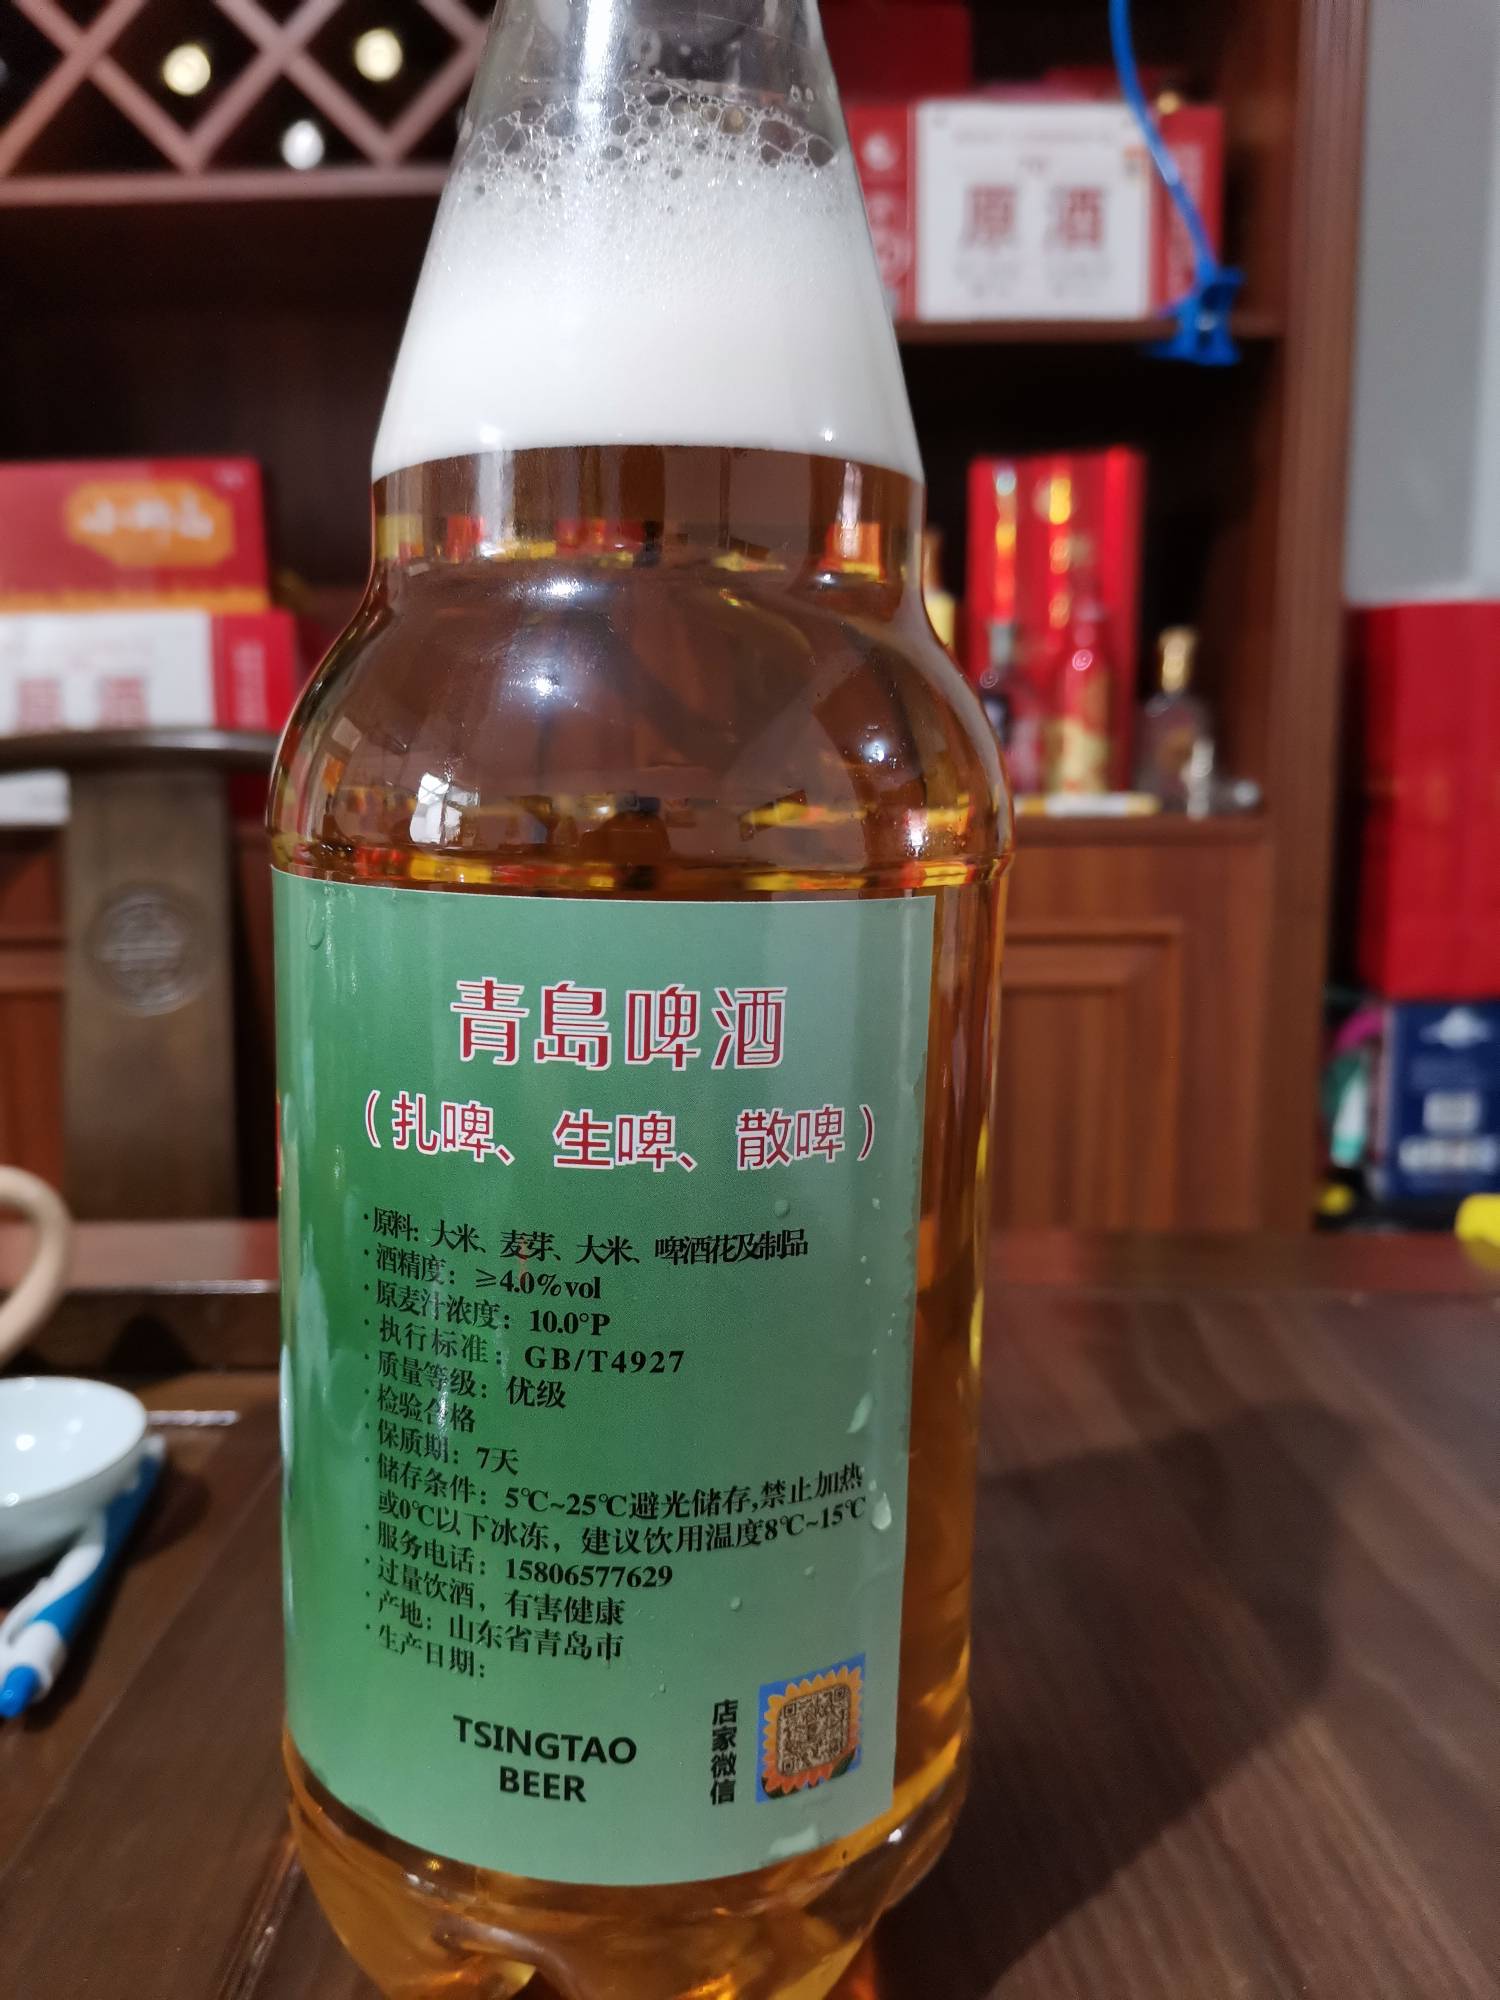 原酒
原酒
青島啤酒
（扎啤、生啤、散啤）
·原料：大米、麦芽、大米、啤酒花及制品
·酒精度：≥4.0%vol
·原麦汁浓度：10.0°P
·执行标准：GB/T4927
·质量等级：优级
·检验合格
·保质期：7天
·储存条件：5℃~25℃避光储存,禁止加热
或0℃以下冰冻，建议饮用温度8℃~15℃
·服务电话：15806577629
·过量饮酒，有害健康
·产地：山东省青岛市
·生产日期：
TSINGTAO
BEER
店家微信